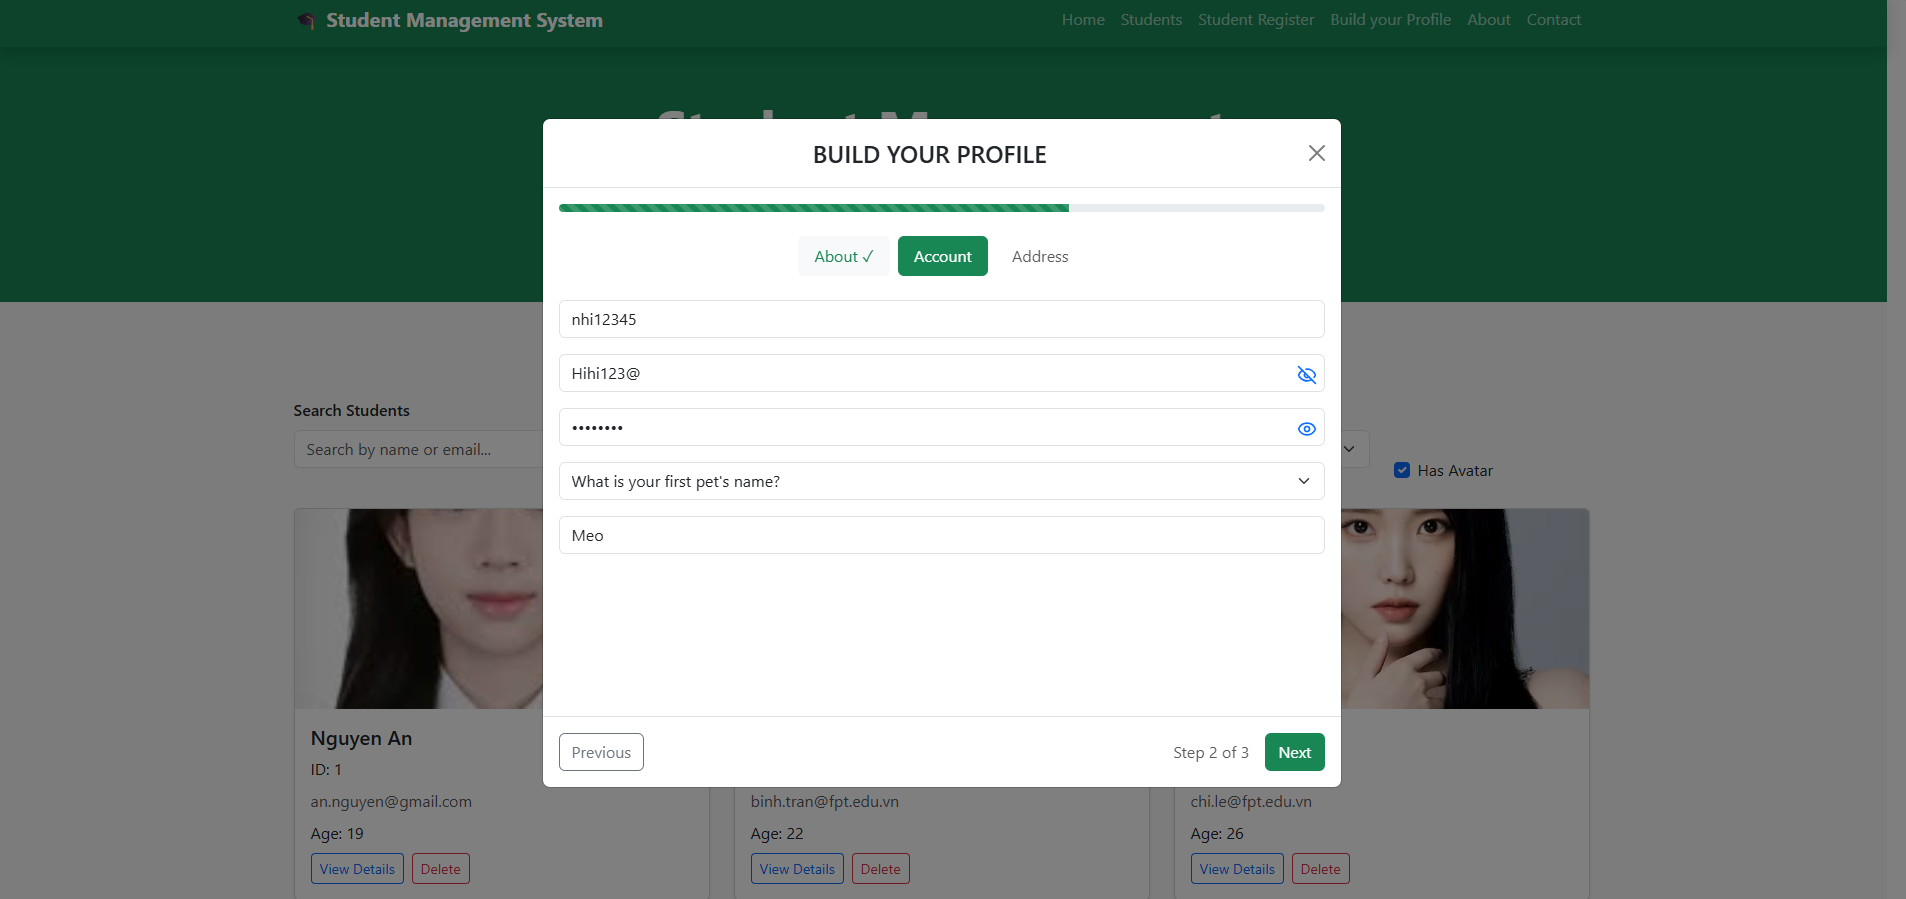 Student Management System
Home Students Student Register Build your Profile About Contact
BUILD YOUR PROFILE
About ✓ Account Address
nhi12345
Hihi123@
••••••••
What is your first pet's name?
Meo
Previous Step 2 of 3 Next
Search Students
Search by name or email...
Has Avatar
Nguyen An
ID: 1
an.nguyen@gmail.com
Age: 19
View Details Delete
binh.tran@fpt.edu.vn
Age: 22
View Details Delete
chi.le@fpt.edu.vn
Age: 26
View Details Delete